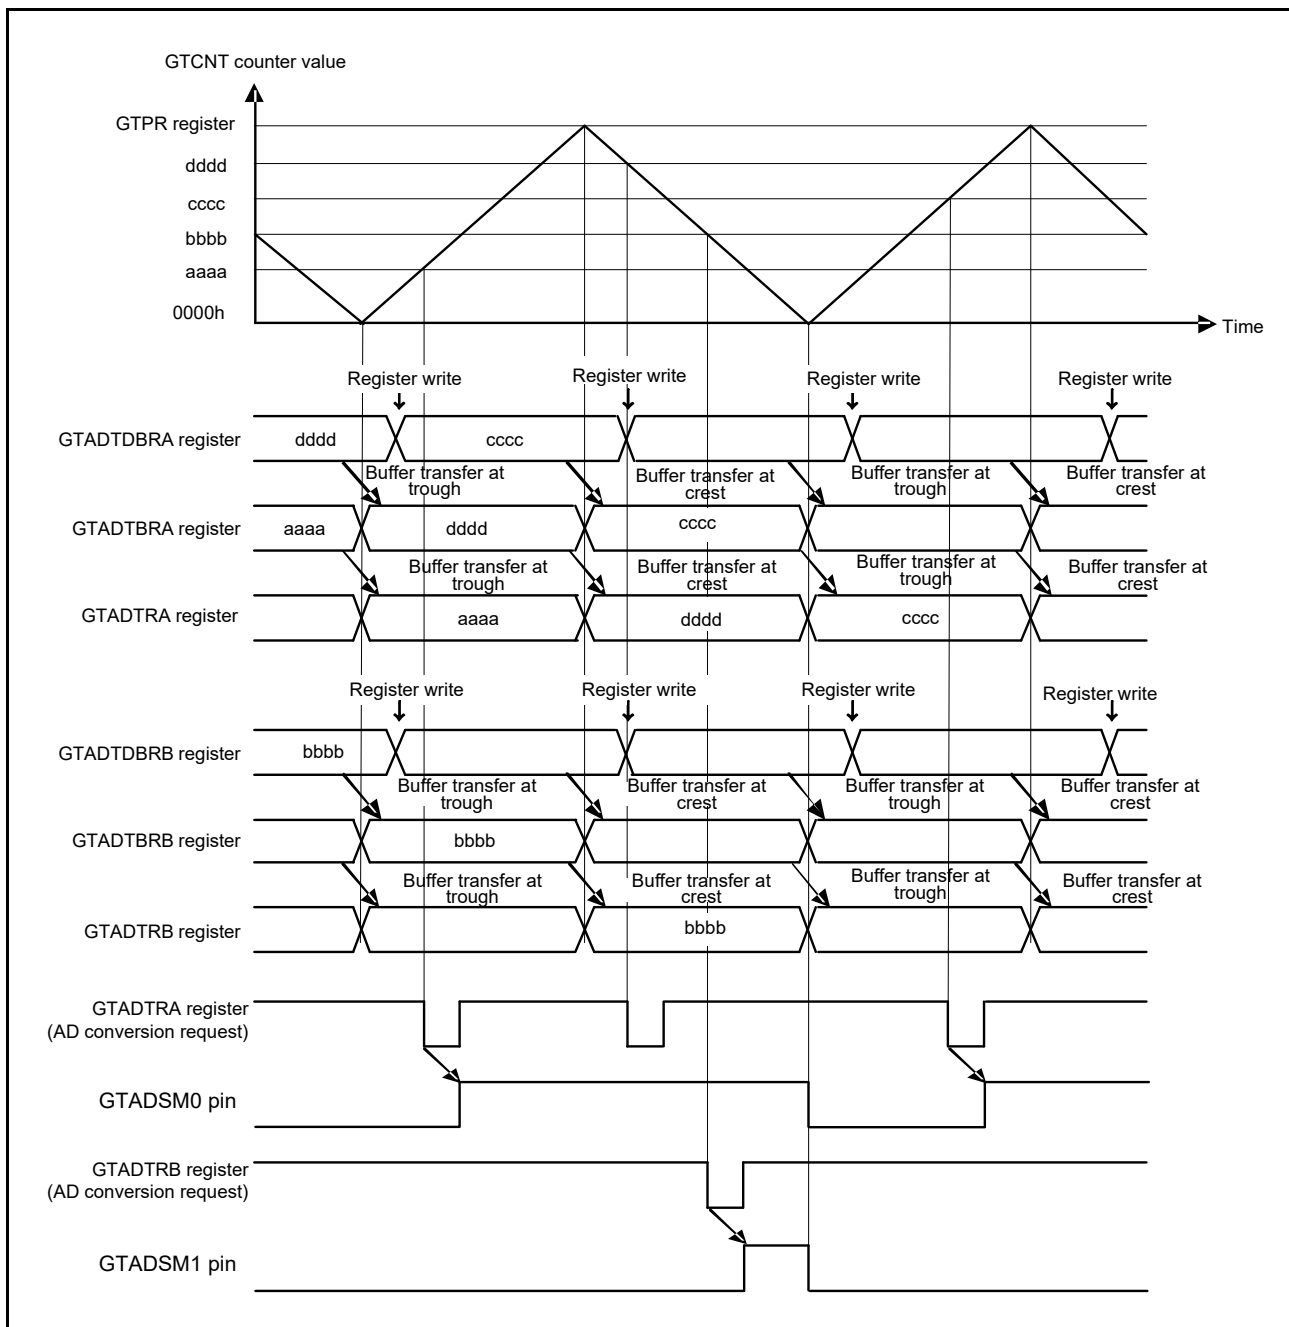 GTCNT counter value
GTPR register
dddd
cccc
bbbb
aaaa
0000h
Time
Register write
Register write
Register write
Register write
GTADTDBRA register
dddd
cccc
Buffer transfer at
trough
Buffer transfer at
crest
Buffer transfer at
trough
Buffer transfer at
crest
GTADTBRA register
aaaa
dddd
cccc
Buffer transfer at
trough
Buffer transfer at
crest
Buffer transfer at
trough
Buffer transfer at
crest
GTADTRA register
aaaa
dddd
cccc
Register write
Register write
Register write
Register write
GTADTDBRB register
bbbb
Buffer transfer at
trough
Buffer transfer at
crest
Buffer transfer at
trough
Buffer transfer at
crest
GTADTBRB register
bbbb
Buffer transfer at
trough
Buffer transfer at
crest
Buffer transfer at
trough
Buffer transfer at
crest
GTADTRB register
bbbb
GTADTRA register
(AD conversion request)
GTADSM0 pin
GTADTRB register
(AD conversion request)
GTADSM1 pin